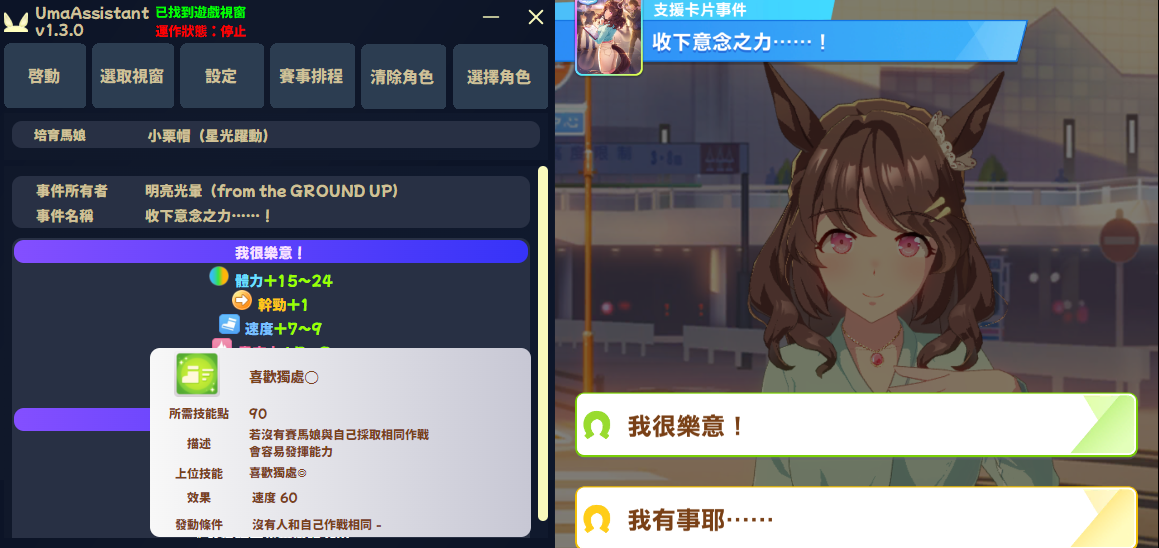 UmaAssistant
v1.3.0
已找到遊戲視窗
運作狀態：停止
啓動
選取視窗
設定
賽事排程
清除角色
選擇角色
培育馬娘
小栗帽（星光躍動）
事件所有者
明亮光暈（from the GROUND UP）
事件名稱
收下意念之力……！
我很樂意！
體力+15~24
幹勁+1
速度+7~9
喜歡獨處○
所需技能點 90
描述
若沒有賽馬娘與自己採取相同作戰
會容易發揮能力
上位技能 喜歡獨處◎
效果 速度 60
發動條件 沒有人和自己作戰相同 -
支援卡片事件
收下意念之力……！
我很樂意！
我有事耶……